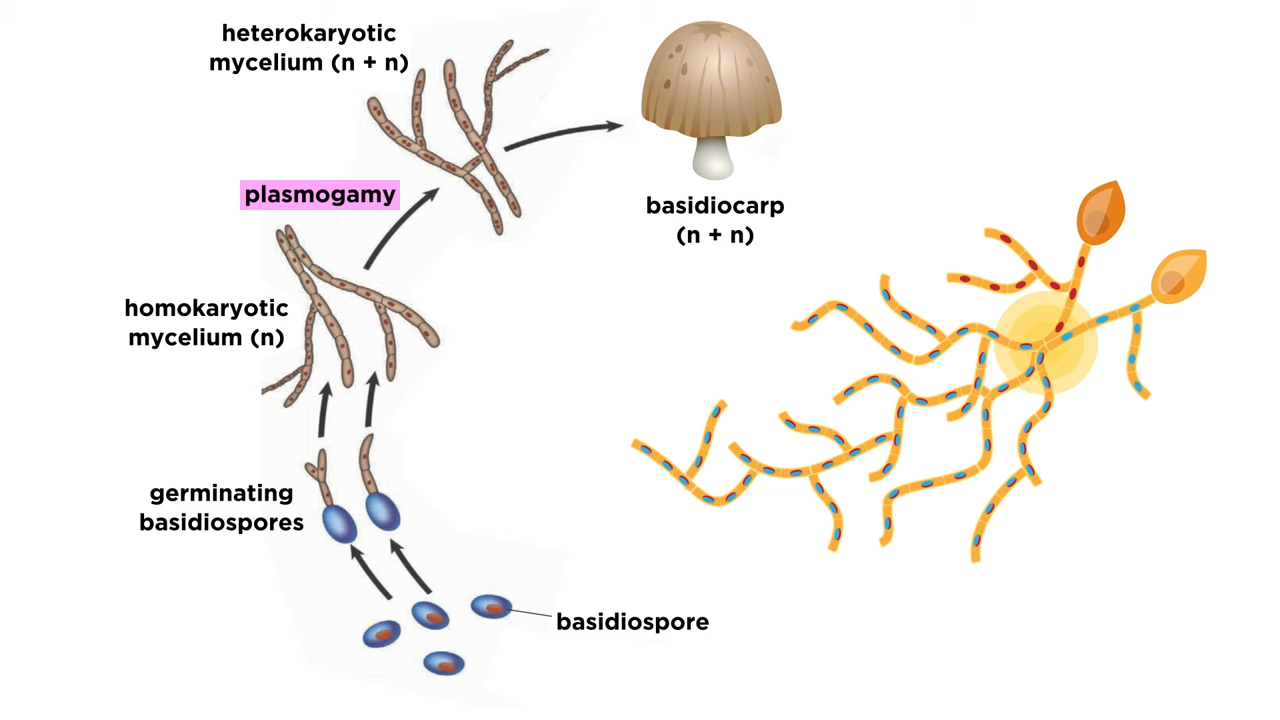 heterokaryotic
mycelium (n + n)
plasmogamy
basidiocarp
(n + n)
homokaryotic
mycelium (n)
germinating
basidiospores
basidiospore